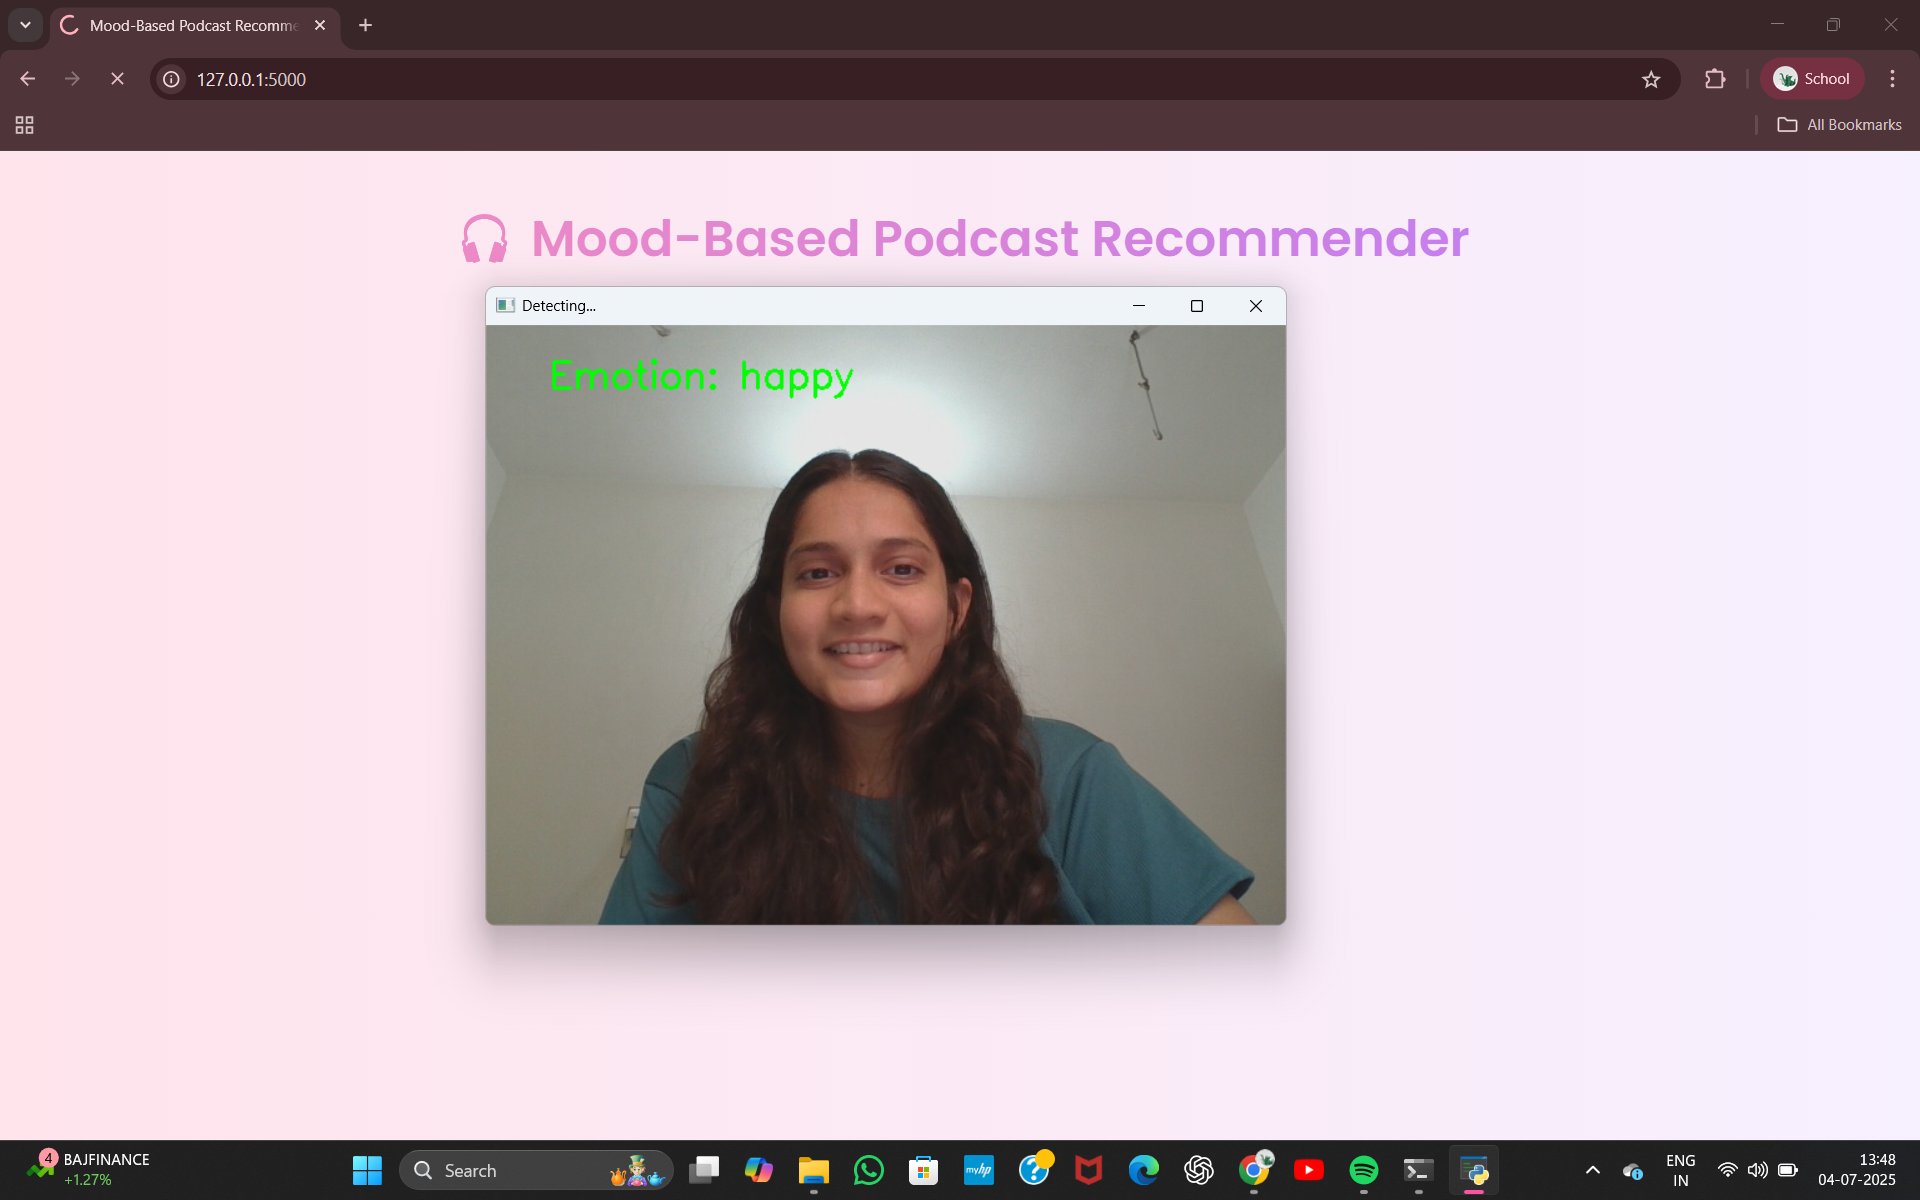 Mood-Based Podcast Recomme
127.0.0.1:5000
School
All Bookmarks
🎧 Mood-Based Podcast Recommender
Detecting...
Emotion: happy
4
BAJFINANCE
+1.27%
Search
myhp
ENG
IN
13:48
04-07-2025